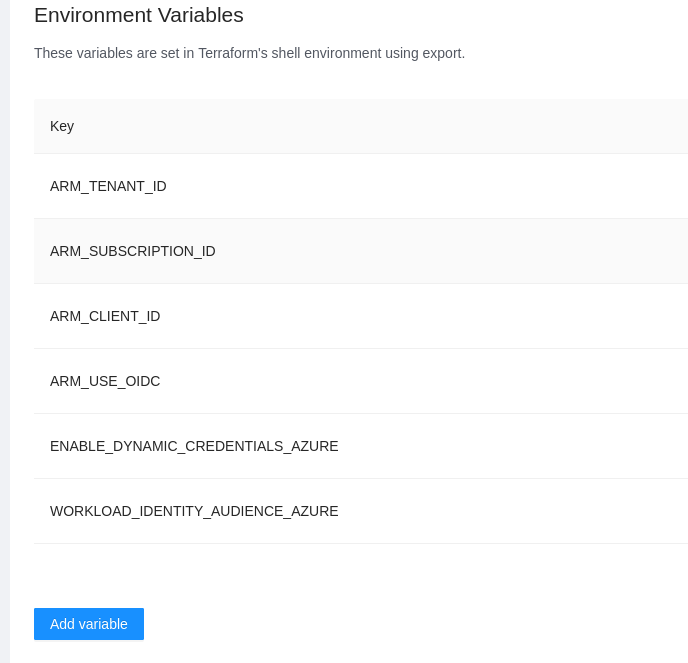 Environment Variables
These variables are set in Terraform's shell environment using export.
Key
ARM_TENANT_ID
ARM_SUBSCRIPTION_ID
ARM_CLIENT_ID
ARM_USE_OIDC
ENABLE_DYNAMIC_CREDENTIALS_AZURE
WORKLOAD_IDENTITY_AUDIENCE_AZURE
Add variable